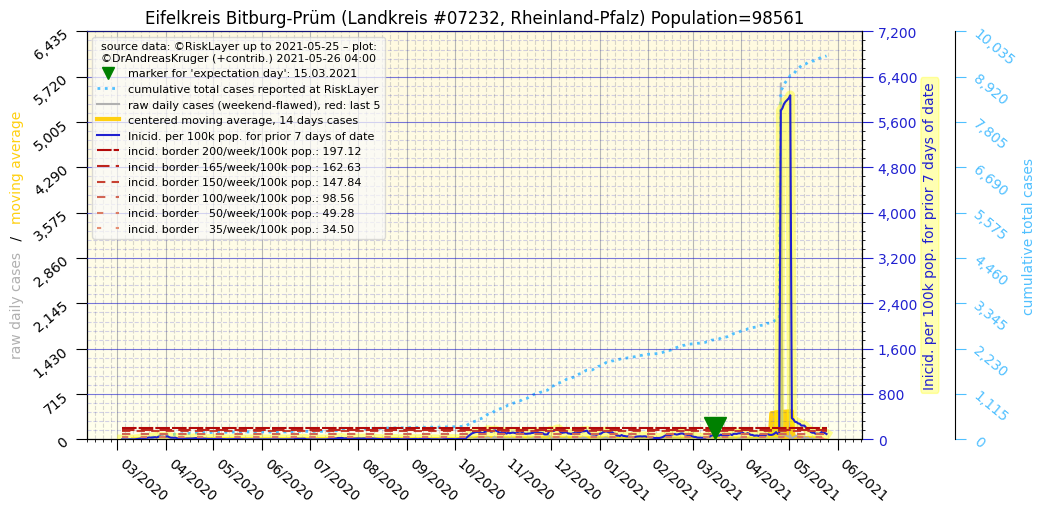 Eifelkreis Bitburg-Prüm (Landkreis #07232, Rheinland-Pfalz) Population=98561
source data: ©RiskLayer up to 2021-05-25 – plot:
©DrAndreasKruger (+contrib.) 2021-05-26 04:00
marker for 'expectation day': 15.03.2021
cumulative total cases reported at RiskLayer
raw daily cases (weekend-flawed), red: last 5
centered moving average, 14 days cases
Inicid. per 100k pop. for prior 7 days of date
incid. border 200/week/100k pop.: 197.12
incid. border 165/week/100k pop.: 162.63
incid. border 150/week/100k pop.: 147.84
incid. border 100/week/100k pop.: 98.56
incid. border 50/week/100k pop.: 49.28
incid. border 35/week/100k pop.: 34.50
raw daily cases / moving average
6,435
5,720
5,005
4,290
3,575
2,860
2,145
1,430
715
0
7,200
6,400
5,600
4,800
4,000
3,200
2,400
1,600
800
0
Inicid. per 100k pop. for prior 7 days of date
10,035
8,920
7,805
6,690
5,575
4,460
3,345
2,230
1,115
0
cumulative total cases
03/2020
04/2020
05/2020
06/2020
07/2020
08/2020
09/2020
10/2020
11/2020
12/2020
01/2021
02/2021
03/2021
04/2021
05/2021
06/2021